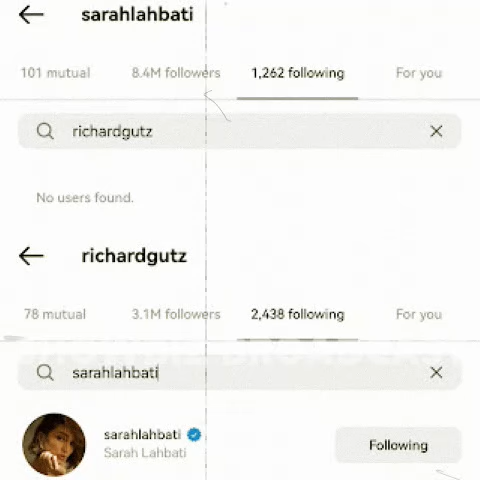 sarahlahbati
101 mutual 8.4M followers 1,262 following For you
richardgutz
No users found.
richardgutz
78 mutual 3.1M followers 2,438 following For you
sarahlahbati
sarahlahbati
Sarah Lahbati
Following